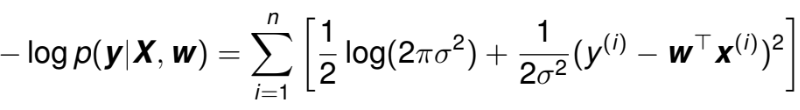 − log p(y|X, w) = ∑_{i=1}^{n} [ 1/2 log(2πσ²) + 1/(2σ²) (y^{(i)} − w^⊤ x^{(i)})² ]